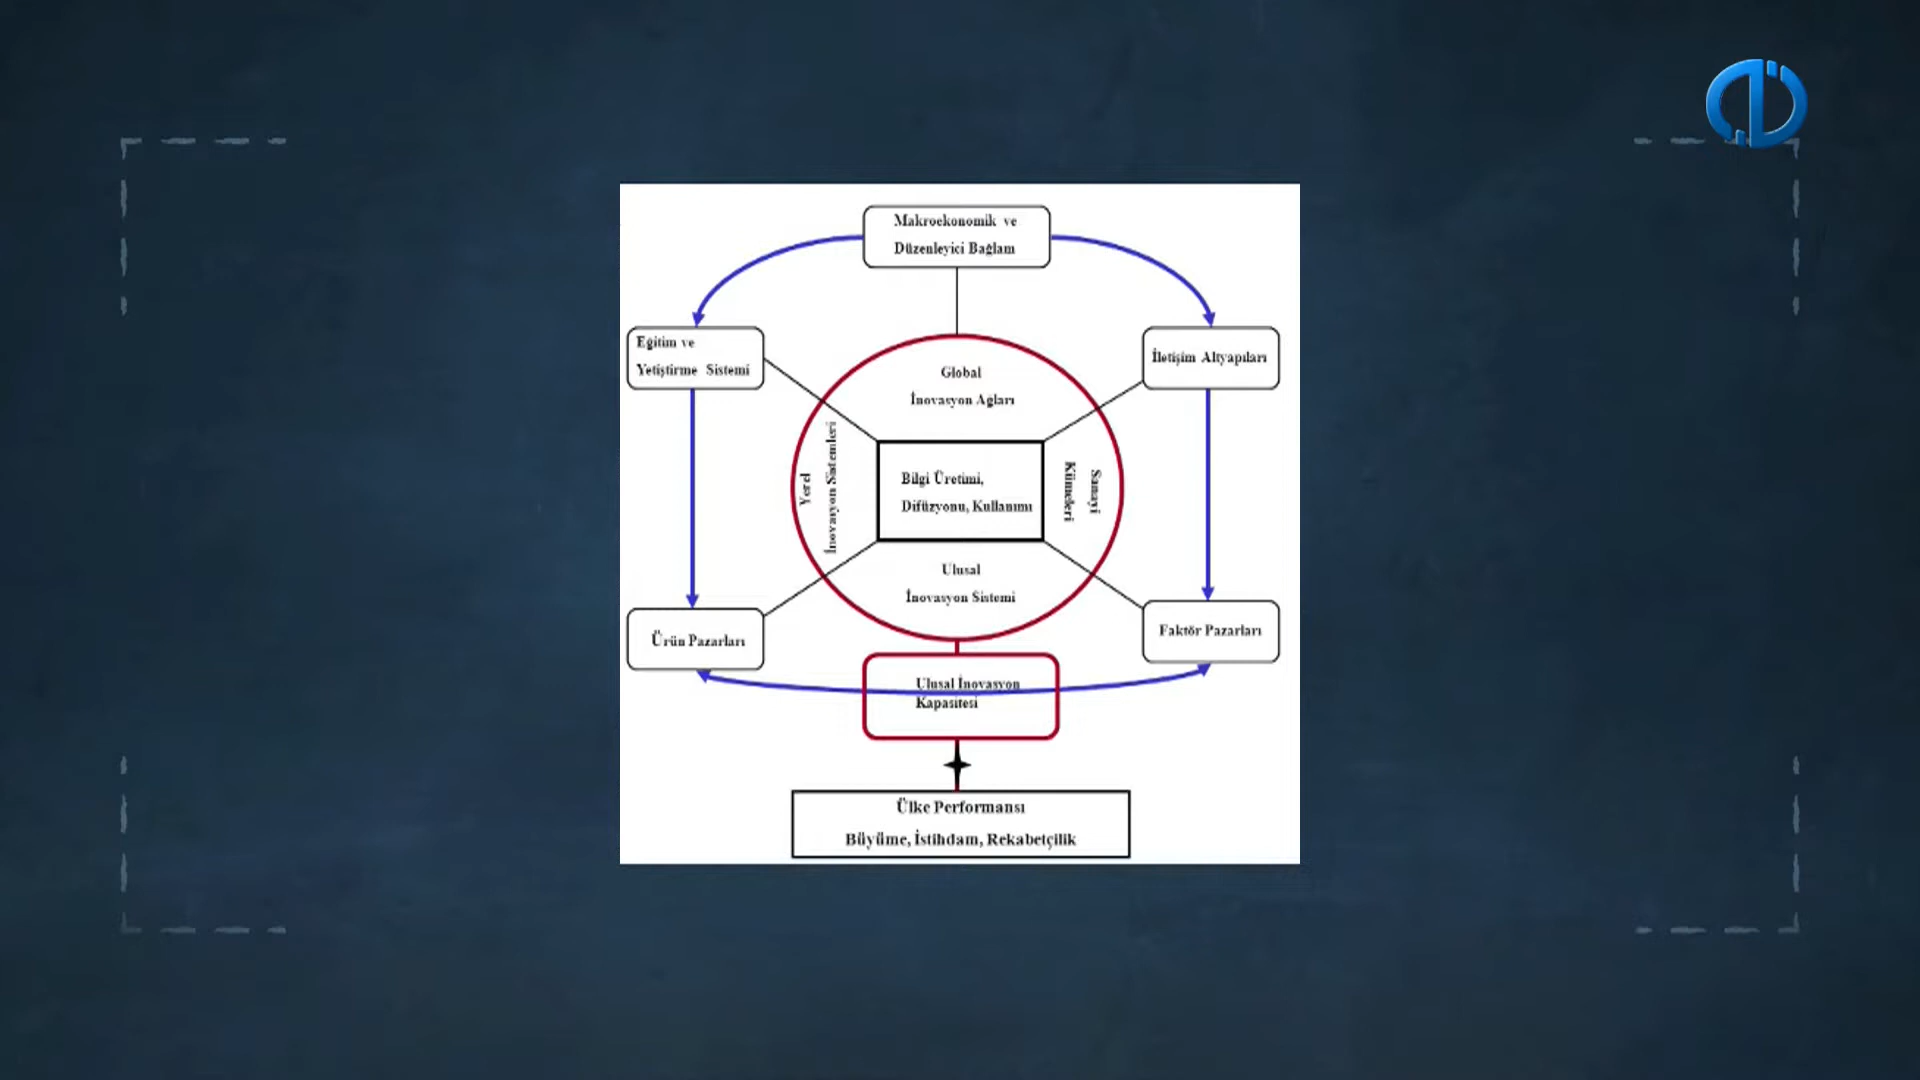 Makroekonomik ve
Düzenleyici Bağlam
Eğitim ve
Yetiştirme Sistemi
İletişim Altyapıları
Global
İnovasyon Ağları
Yerel
İnovasyon Sistemleri
Bilgi Üretimi,
Difüzyonu, Kullanımı
Sanayi
Kümeleri
Ulusal
İnovasyon Sistemi
Ürün Pazarları
Faktör Pazarları
Ulusal İnovasyon
Kapasitesi
Ülke Performansı
Büyüme, İstihdam, Rekabetçilik